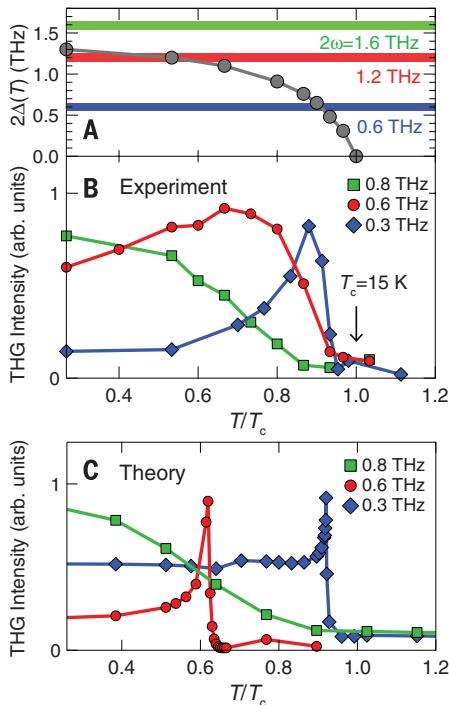 2Δ(T) (THz)
1.5
1.0
0.5
0.0
2ω=1.6 THz
1.2 THz
0.6 THz
A
THG Intensity (arb. units)
1
0
B Experiment
0.8 THz
0.6 THz
0.3 THz
Tc=15 K
0.4 0.6 0.8 1.0 1.2
T/Tc
THG Intensity (arb. units)
1
0
C Theory
0.8 THz
0.6 THz
0.3 THz
0.4 0.6 0.8 1.0 1.2
T/Tc